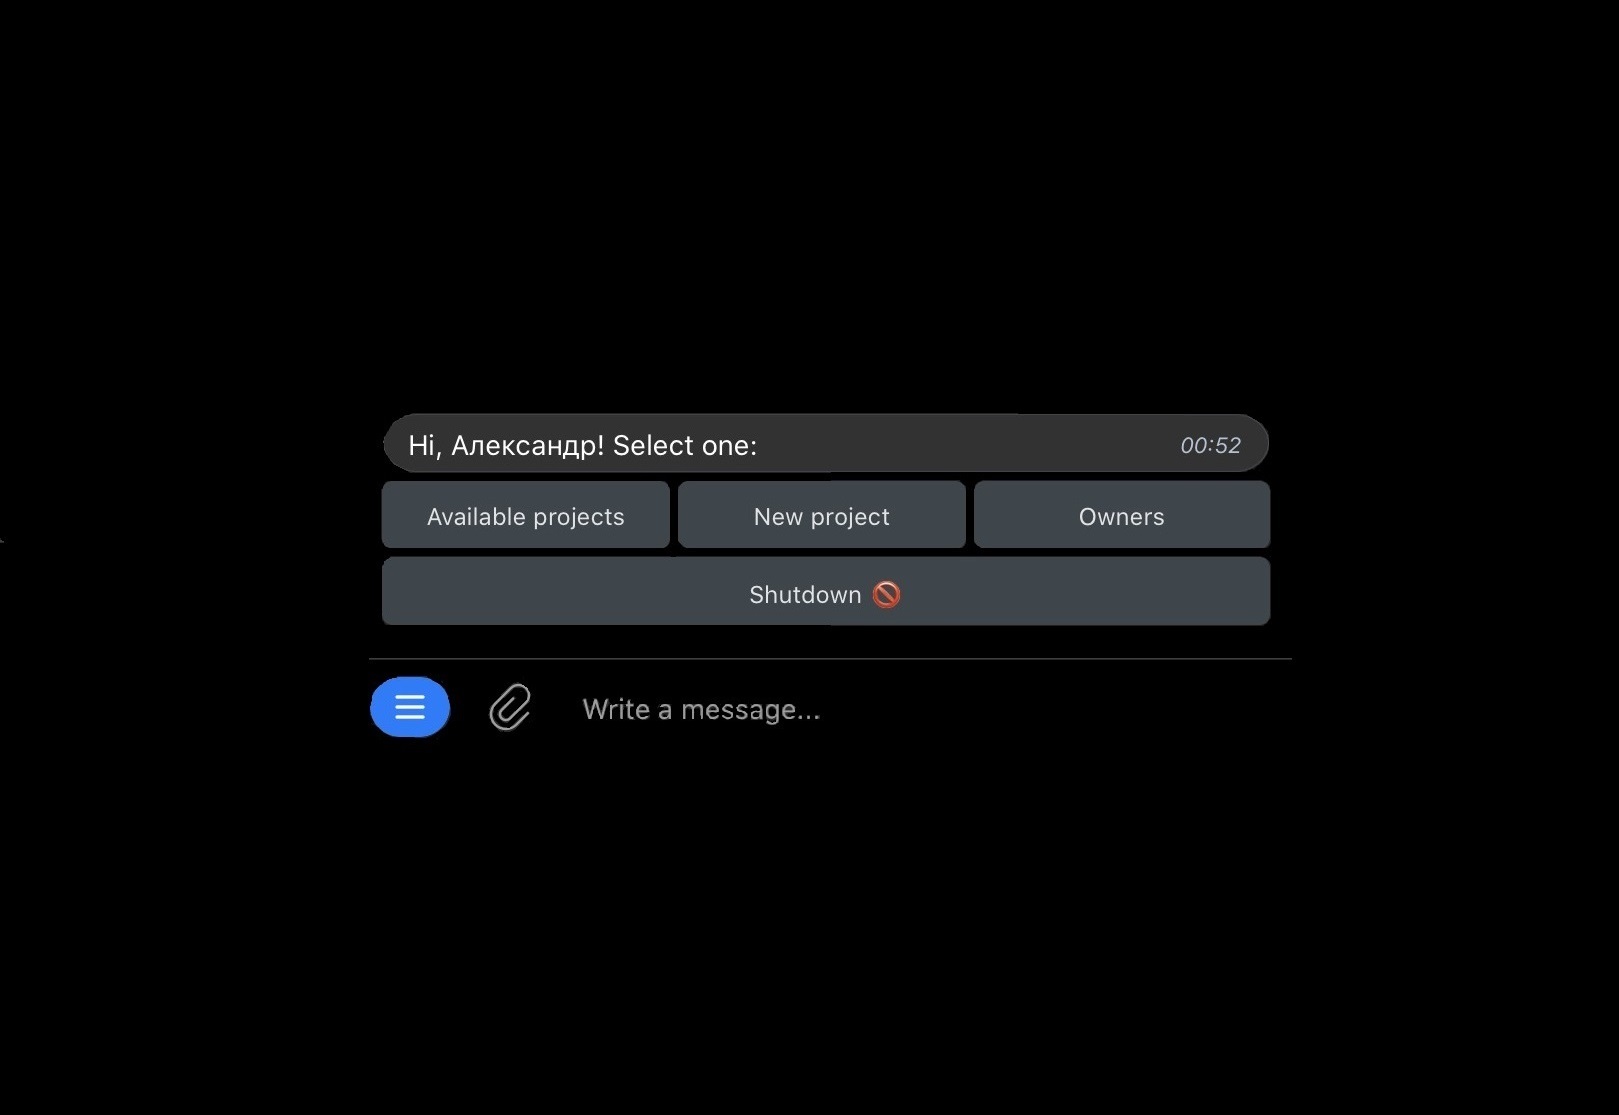 Hi, Александр! Select one: 00:52
Available projects New project Owners
Shutdown 🚫
Write a message...